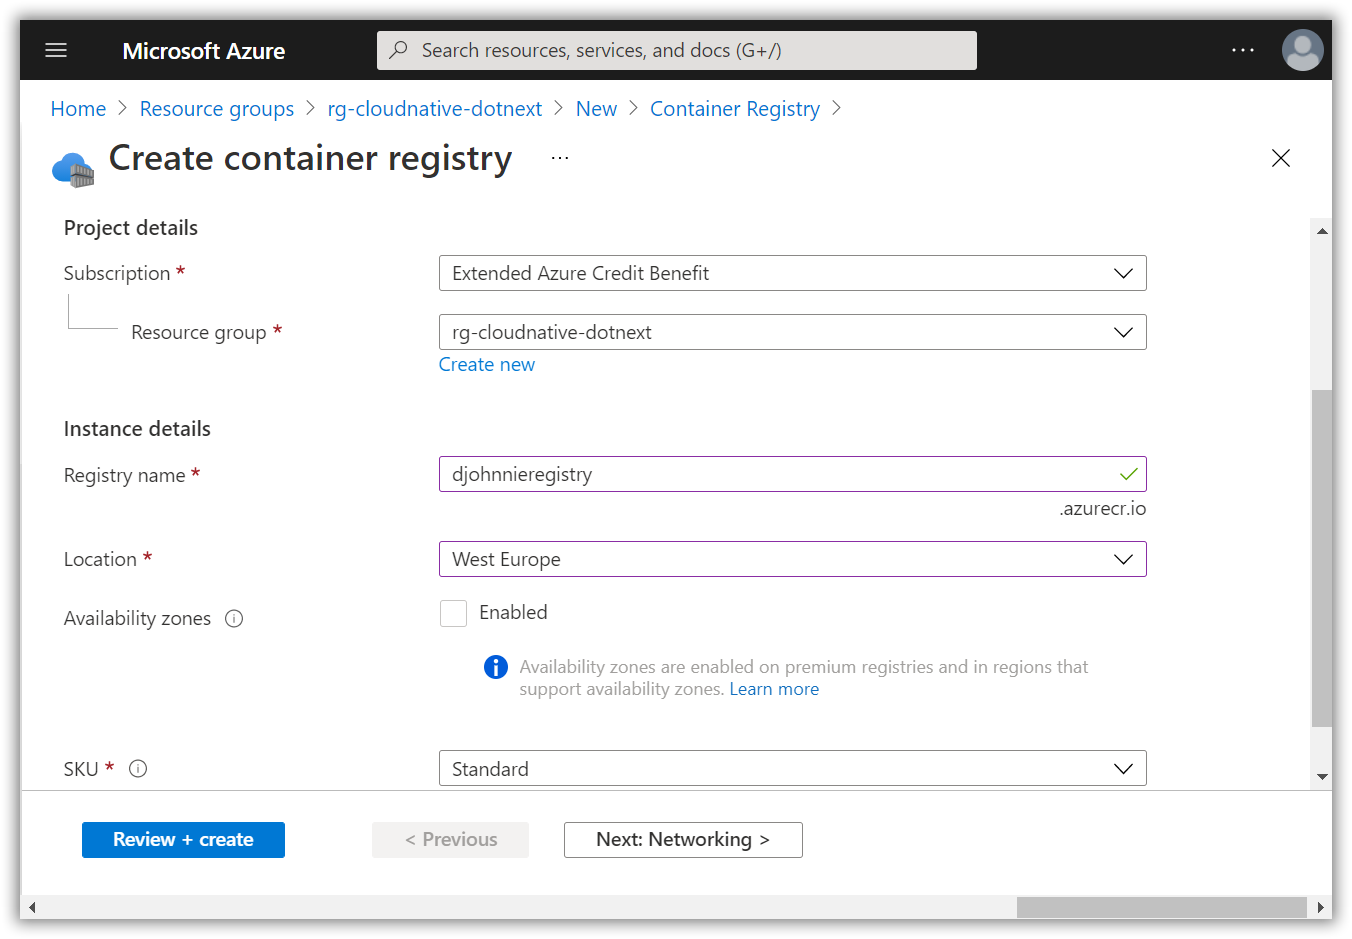 Microsoft Azure
Search resources, services, and docs (G+/)
Home > Resource groups > rg-cloudnative-dotnext > New > Container Registry >
Create container registry ...
Project details
Subscription *
Extended Azure Credit Benefit
Resource group *
rg-cloudnative-dotnext
Create new
Instance details
Registry name *
djohnnieregistry
.azurecr.io
Location *
West Europe
Availability zones
Enabled
Availability zones are enabled on premium registries and in regions that
support availability zones. Learn more
SKU *
Standard
Review + create
< Previous
Next: Networking >